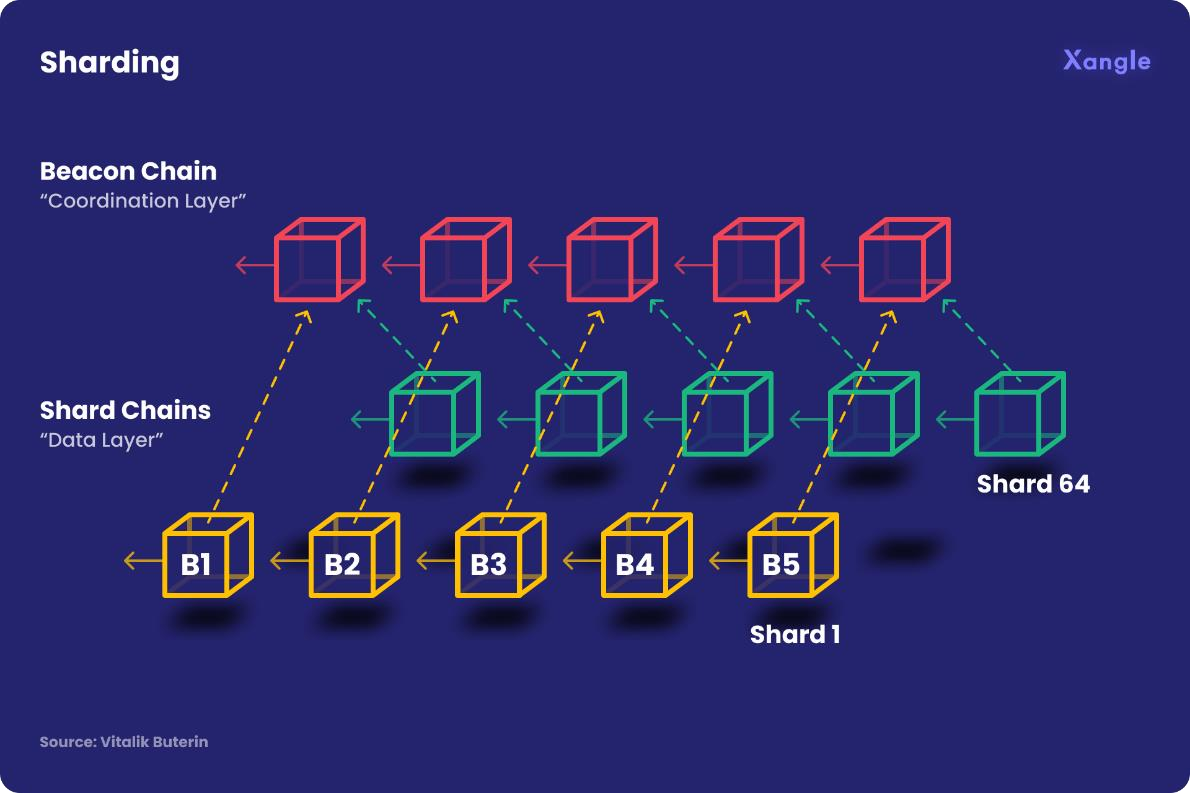 Sharding
Xangle
Beacon Chain
“Coordination Layer”
Shard Chains
“Data Layer”
Shard 64
B1
B2
B3
B4
B5
Shard 1
Source: Vitalik Buterin